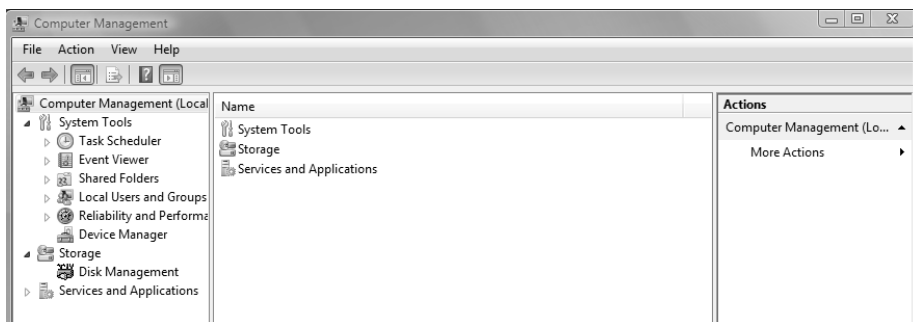 Computer Management
File Action View Help
Computer Management (Local
System Tools
Task Scheduler
Event Viewer
Shared Folders
Local Users and Groups
Reliability and Performa
Device Manager
Storage
Disk Management
Services and Applications
Name
System Tools
Storage
Services and Applications
Actions
Computer Management (Lo...
More Actions